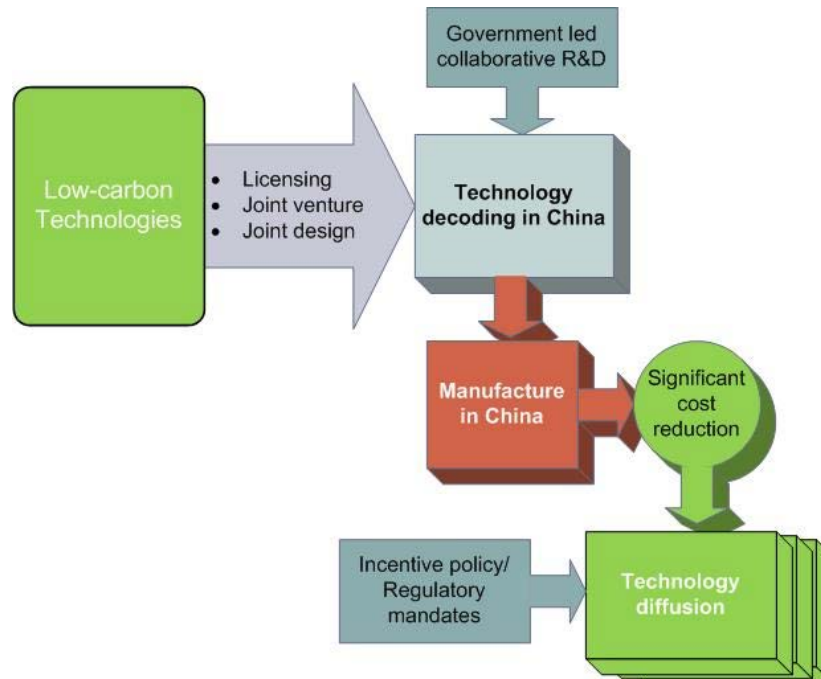 Government led
collaborative R&D
Low-carbon
Technologies
• Licensing
• Joint venture
• Joint design
Technology
decoding in China
Manufacture
in China
Significant
cost
reduction
Incentive policy/
Regulatory
mandates
Technology
diffusion